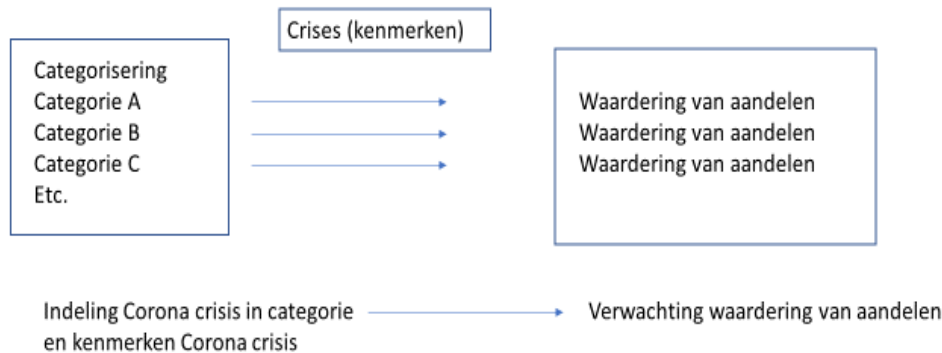 Crises (kenmerken)
Categorisering
Categorie A
Categorie B
Categorie C
Etc.
Waardering van aandelen
Waardering van aandelen
Waardering van aandelen
Indeling Corona crisis in categorie
en kenmerken Corona crisis
Verwachting waardering van aandelen